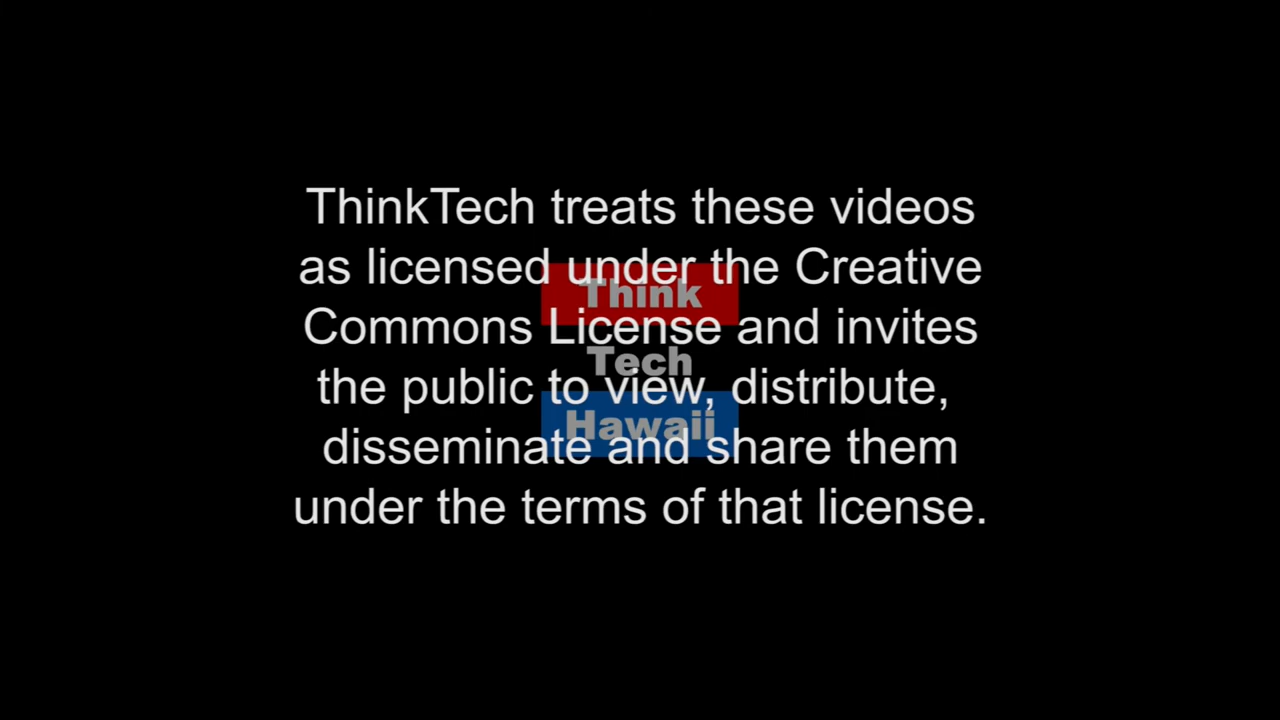 ThinkTech treats these videos
as licensed under the Creative
Think
Commons License and invites
Tech
the public to view, distribute,
Hawaii
disseminate and share them
under the terms of that license.